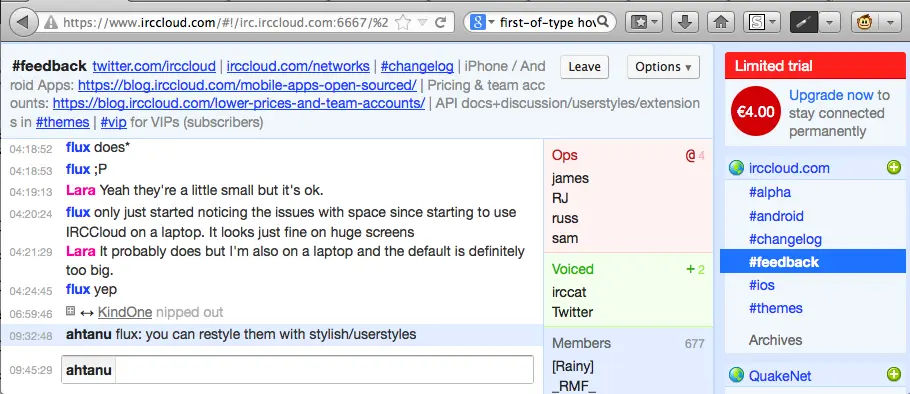 https://www.irccloud.com/#!/irc.irccloud.com:6667/%2
first-of-type how
#feedback twitter.com/irccloud | irccloud.com/networks | #changelog | iPhone / And
roid Apps: https://blog.irccloud.com/mobile-apps-open-sourced/ | Pricing & team acc
ounts: https://blog.irccloud.com/lower-prices-and-team-accounts/ | API docs+discussion/userstyles/extension
s in #themes | #vip for VIPs (subscribers)
Leave
Options ▾
04:18:52 flux does*
04:18:53 flux ;P
04:19:13 Lara Yeah they're a little small but it's ok.
04:20:24 flux only just started noticing the issues with space since starting to use
IRCCloud on a laptop. It looks just fine on huge screens
04:21:29 Lara It probably does but I'm also on a laptop and the default is definitely
too big.
04:24:45 flux yep
06:59:46 ↔ KindOne nipped out
09:32:48 ahtanu flux: you can restyle them with stylish/userstyles
09:45:29 ahtanu
Ops @ 4
james
RJ
russ
sam
Voiced + 2
irccat
Twitter
Members 677
[Rainy]
_RMF_
Limited trial
€4.00
Upgrade now to
stay connected
permanently
irccloud.com
#alpha
#android
#changelog
#feedback
#ios
#themes
Archives
QuakeNet